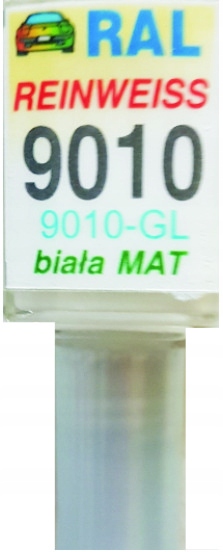 RAL
REINWEISS
9010
9010-GL
biała MAT